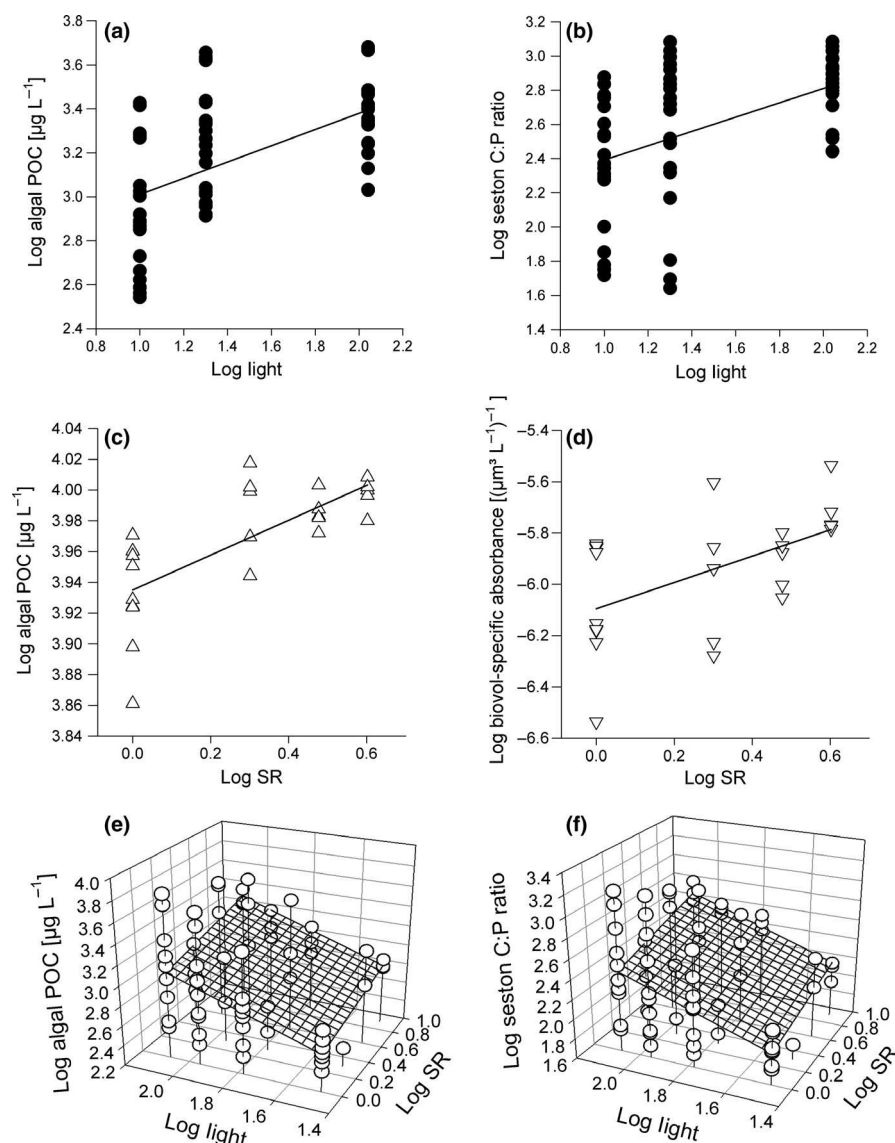 (a)
Log algal POC [µg L⁻¹]
3.8
3.6
3.4
3.2
3.0
2.8
2.6
2.4
0.8 1.0 1.2 1.4 1.6 1.8 2.0 2.2
Log light
(b)
Log seston C:P ratio
3.2
3.0
2.8
2.6
2.4
2.2
2.0
1.8
1.6
1.4
0.8 1.0 1.2 1.4 1.6 1.8 2.0 2.2
Log light
(c)
Log algal POC [µg L⁻¹]
4.04
4.02
4.00
3.98
3.96
3.94
3.92
3.90
3.88
3.86
3.84
0.0 0.2 0.4 0.6
Log SR
(d)
Log biovol-specific absorbance [(µm³ L⁻¹)⁻¹]
−5.4
−5.6
−5.8
−6.0
−6.2
−6.4
−6.6
0.0 0.2 0.4 0.6
Log SR
(e)
Log algal POC [µg L⁻¹]
4.0
3.8
3.6
3.4
3.2
3.0
2.8
2.6
2.4
2.2
2.0 1.8 1.6 1.4
Log light
0.0 0.2 0.4 0.6 0.8 1.0
Log SR
(f)
Log seston C:P ratio
3.4
3.2
3.0
2.8
2.6
2.4
2.2
2.0
1.8
1.6
2.0 1.8 1.6 1.4
Log light
0.0 0.2 0.4 0.6 0.8 1.0
Log SR